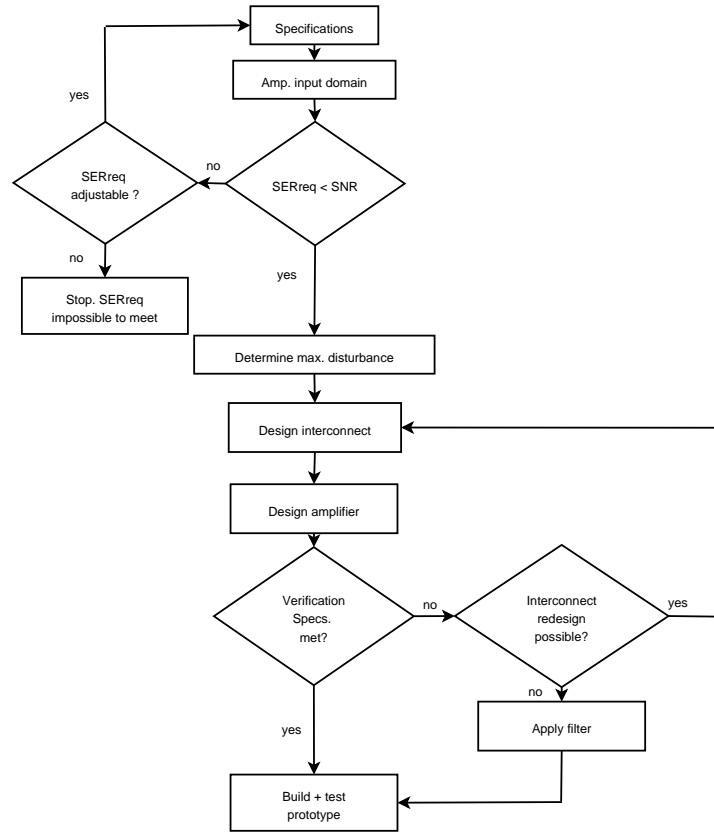 Specifications
Amp. input domain
yes
SERreq
adjustable ?
no
SERreq < SNR
no
yes
Stop. SERreq
impossible to meet
Determine max. disturbance
Design interconnect
Design amplifier
Verification
Specs.
met?
no
Interconnect
redesign
possible?
yes
no
yes
Apply filter
Build + test
prototype